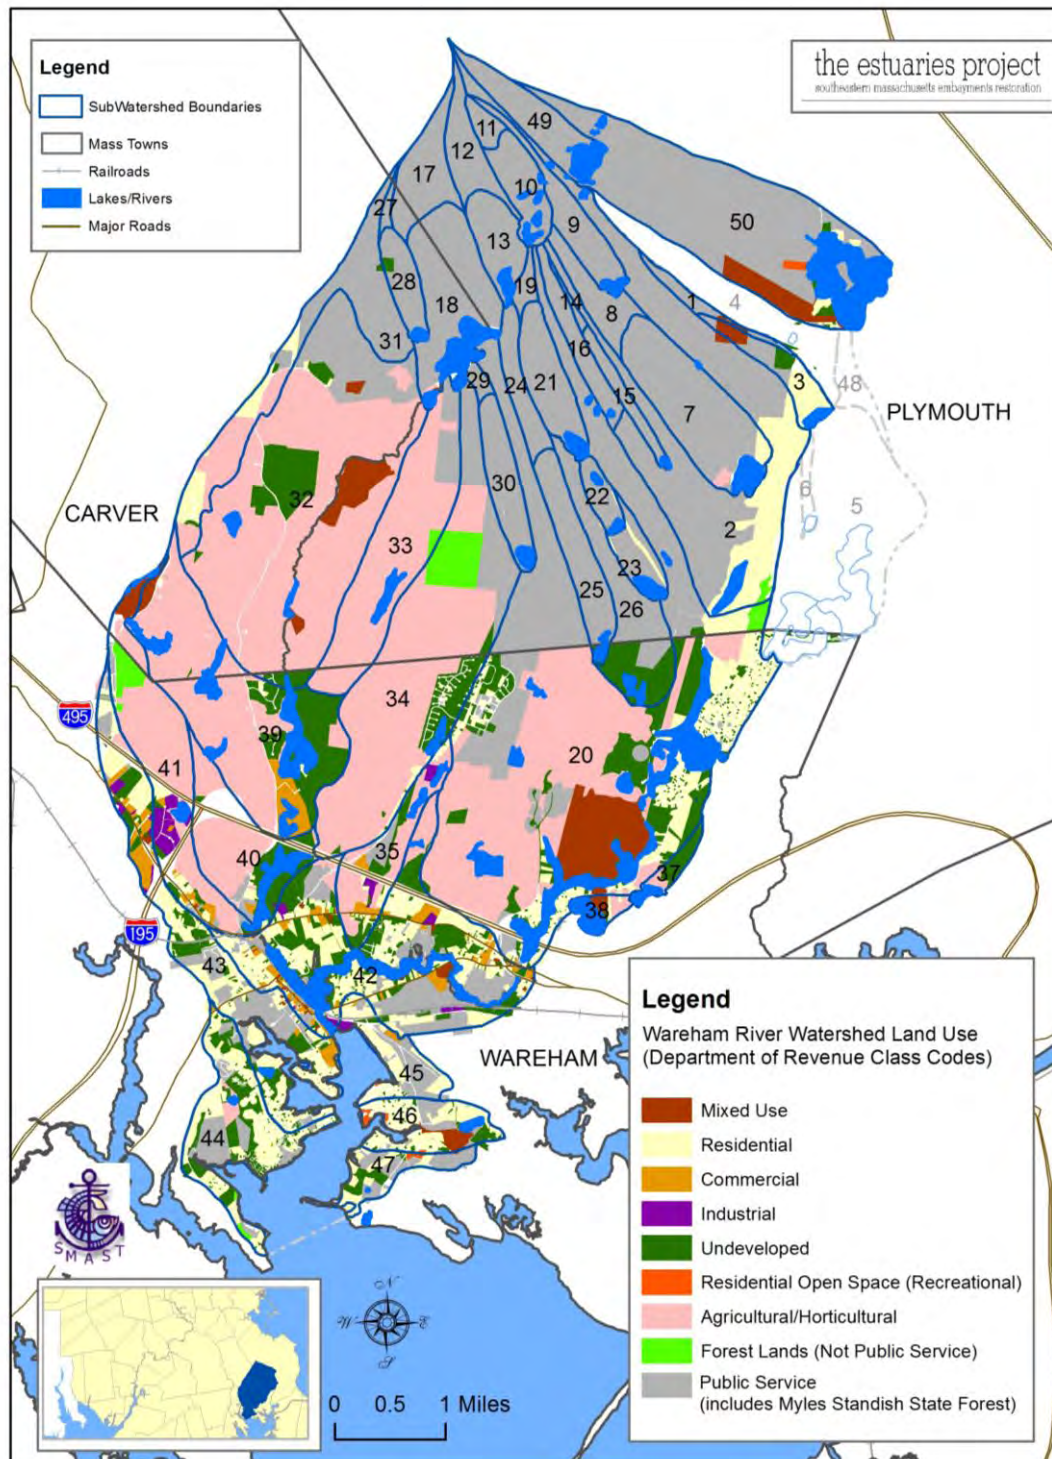 Legend
SubWatershed Boundaries
Mass Towns
Railroads
Lakes/Rivers
Major Roads
the estuaries project
southeastern massachusetts embayments restoration
49
11
12
17
10
50
27
9
13
28
19
14
8
1
4
18
31
16
29
24
21
3
48
15
7
PLYMOUTH
30
22
6
5
32
CARVER
2
33
23
25
26
34
495
39
20
41
40
35
37
38
195
43
42
WAREHAM
45
46
44
47
SMAST
Legend
Wareham River Watershed Land Use
(Department of Revenue Class Codes)
Mixed Use
Residential
Commercial
Industrial
Undeveloped
Residential Open Space (Recreational)
Agricultural/Horticultural
Forest Lands (Not Public Service)
Public Service
(includes Myles Standish State Forest)
N
W E
S
0 0.5 1 Miles